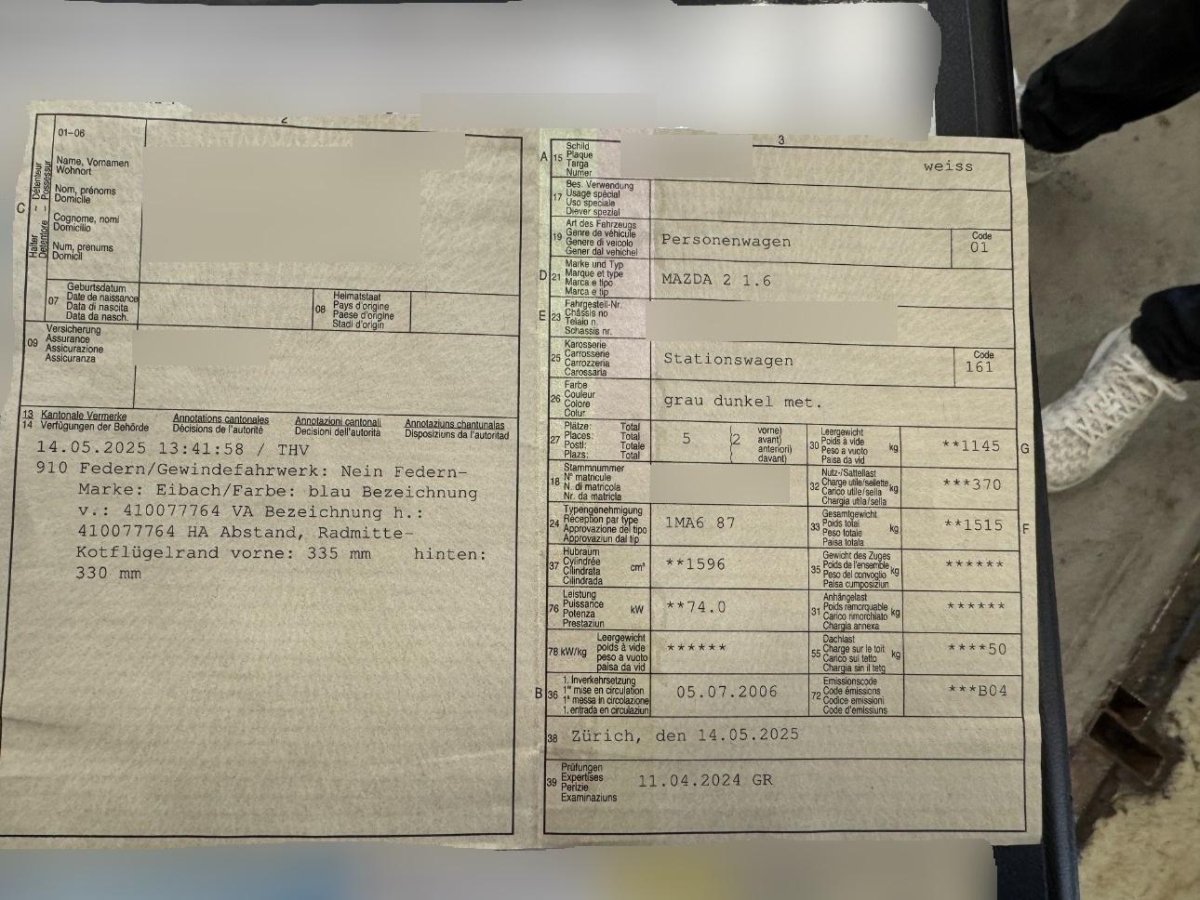 2
01-06
C
Halter - Détenteur
Detentore - Possessur
Name, Vornamen
Wohnort
Nom, prénoms
Domicile
Cognome, nomi
Domicilio
Num, prenums
Domicil
07
Geburtsdatum
Date de naissance
Data di nascita
Data da nasch.
08
Heimatstaat
Pays d'origine
Paese d'origine
Stadi d'origin
09
Versicherung
Assurance
Assicurazione
Assicuranza
13 Kantonale Vermerke Annotations cantonales Annotazioni cantonali Annotaziuns chantunalas
14 Verfügungen der Behörde Décisions de l'autorité Decisioni dell'autorità Disposiziuns da l'autoritad
14.05.2025 13:41:58 / THV
910 Federn/Gewindefahrwerk: Nein Federn-
Marke: Eibach/Farbe: blau Bezeichnung
v.: 410077764 VA Bezeichnung h.:
410077764 HA Abstand, Radmitte-
Kotflügelrand vorne: 335 mm hinten:
330 mm
3
A 15
Schild
Plaque
Targa
Numer
weiss
17
Bes. Verwendung
Usage spécial
Uso speciale
Diever spezial
19
Art des Fahrzeugs
Genre de véhicule
Genere di veicolo
Gener dal vehichel
Personenwagen
Code
01
D 21
Marke und Typ
Marque et type
Marca e tipo
Marca e tip
MAZDA 2 1.6
E 23
Fahrgestell-Nr.
Châssis no
Telaio n.
Schassis nr.
25
Karosserie
Carrosserie
Carrozzeria
Carossaria
Stationswagen
Code
161
26
Farbe
Couleur
Colore
Colur
grau dunkel met.
27
Plätze: Total
Places: Total
Posti: Totale
Plazs: Total
5
(2
vorne)
avant)
anteriori)
davant)
30
Leergewicht
Poids à vide
Peso a vuoto
Paisa da vid
kg
**1145
G
18
Stammnummer
N° matricule
N. di matricola
Nr. da matricla
32
Nutz-/Sattellast
Charge utile/sellette
Carico utile/sella
Chargia utila/sella
kg
***370
24
Typengenehmigung
Réception par type
Approvazione del tipo
Approvaziun dal tip
1MA6 87
33
Gesamtgewicht
Poids total
Peso totale
Paisa totala
kg
**1515
F
37
Hubraum
Cylindrée
Cilindrata
Cilindrada
cm³
**1596
35
Gewicht des Zuges
Poids de l'ensemble
Peso del convoglio
Paisa cumposiziun
kg
******
76
Leistung
Puissance
Potenza
Prestaziun
kW
**74.0
31
Anhängelast
Poids remorquable
Carico rimorchiato
Chargia annexa
kg
******
78 kW/kg
Leergewicht
poids à vide
peso a vuoto
paisa da vid
******
55
Dachlast
Charge sur le toit
Carico sul tetto
Chargia sin il tetg
kg
****50
B 36
1. Inverkehrsetzung
1re mise en circulation
1a messa in circolazione
1. entrada en circulaziun
05.07.2006
72
Emissionscode
Code émissions
Codice emissioni
Code d'emissiuns
***B04
38 Zürich, den 14.05.2025
39
Prüfungen
Expertises
Perizie
Examinaziuns
11.04.2024 GR